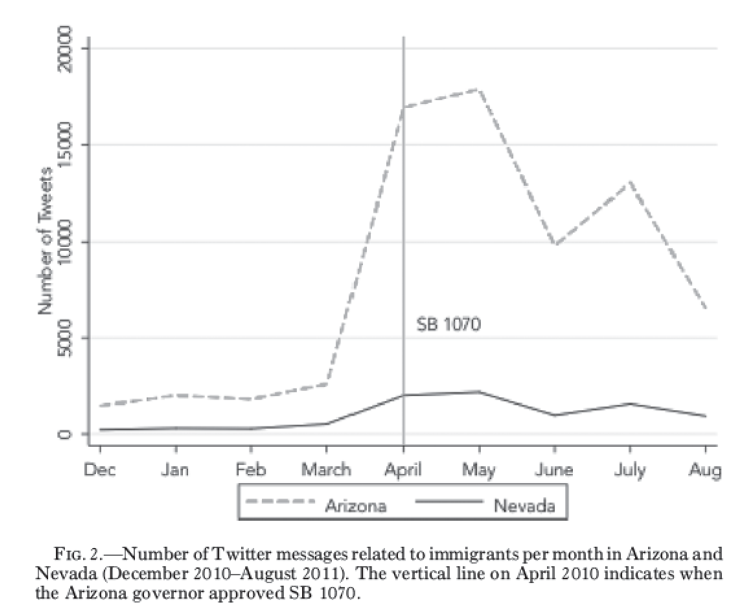 20000
15000
10000
5000
0
Number of Tweets
SB 1070
Dec Jan Feb March April May June July Aug
Arizona Nevada
FIG. 2.—Number of Twitter messages related to immigrants per month in Arizona and
Nevada (December 2010–August 2011). The vertical line on April 2010 indicates when
the Arizona governor approved SB 1070.